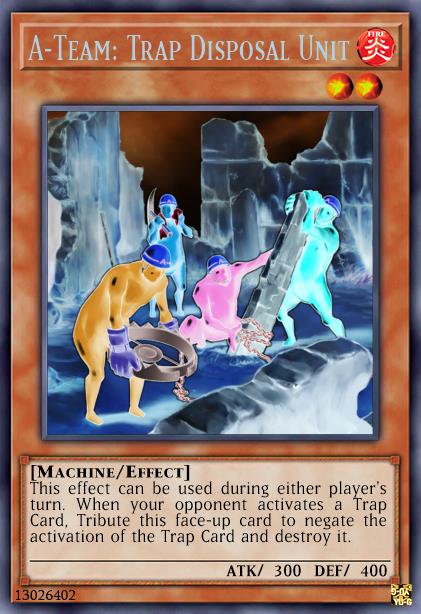 A-Team: Trap Disposal Unit
FIRE
炎
[Machine/Effect]
This effect can be used during either player's
turn. When your opponent activates a Trap
Card, Tribute this face-up card to negate the
activation of the Trap Card and destroy it.
ATK/ 300 DEF/ 400
13026402